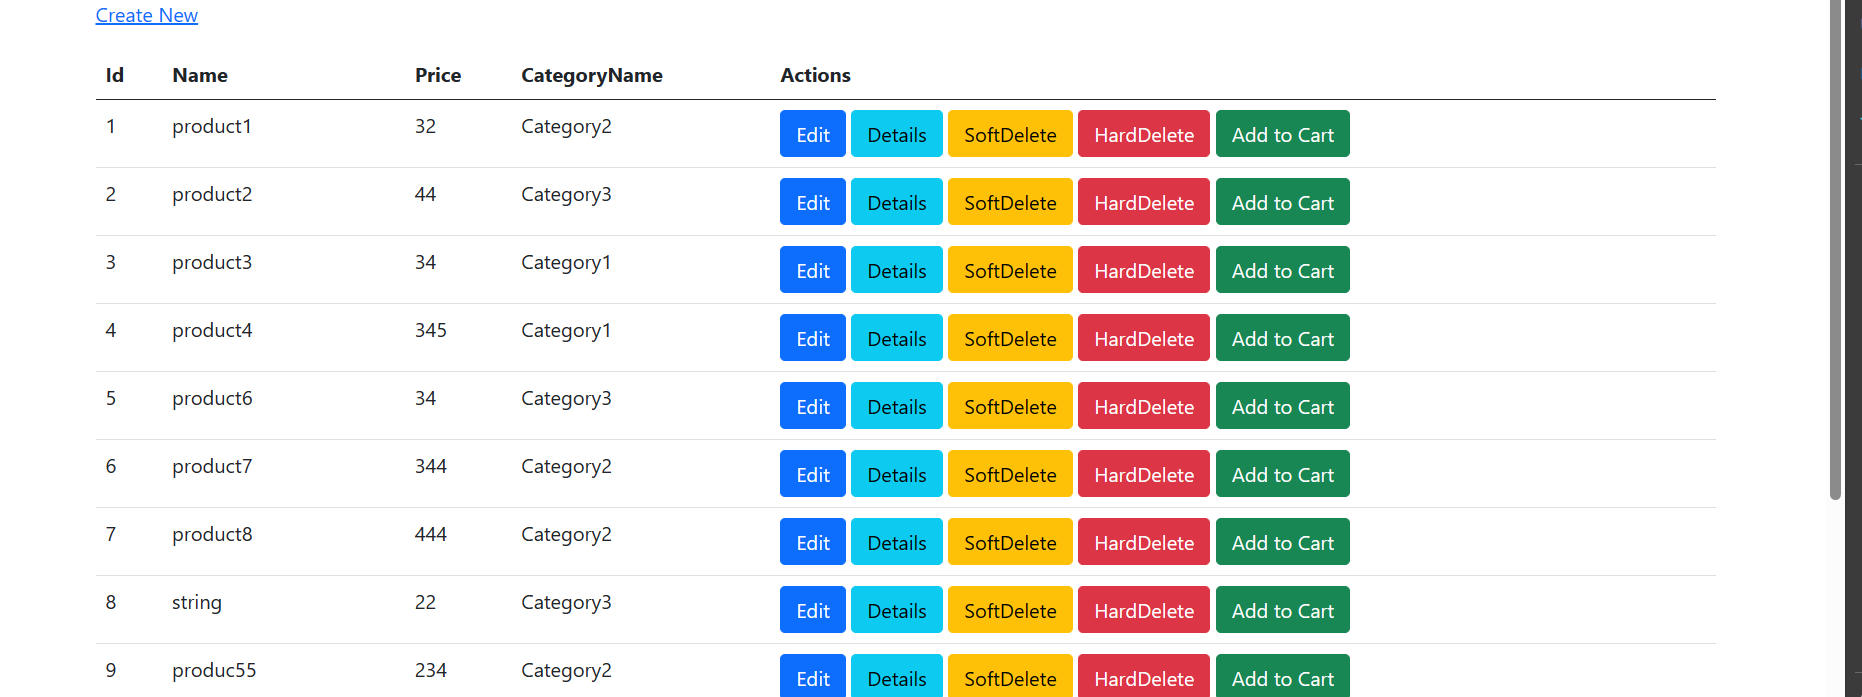 Create New
Id Name Price CategoryName Actions
1 product1 32 Category2 Edit Details SoftDelete HardDelete Add to Cart
2 product2 44 Category3 Edit Details SoftDelete HardDelete Add to Cart
3 product3 34 Category1 Edit Details SoftDelete HardDelete Add to Cart
4 product4 345 Category1 Edit Details SoftDelete HardDelete Add to Cart
5 product6 34 Category3 Edit Details SoftDelete HardDelete Add to Cart
6 product7 344 Category2 Edit Details SoftDelete HardDelete Add to Cart
7 product8 444 Category2 Edit Details SoftDelete HardDelete Add to Cart
8 string 22 Category3 Edit Details SoftDelete HardDelete Add to Cart
9 produc55 234 Category2 Edit Details SoftDelete HardDelete Add to Cart